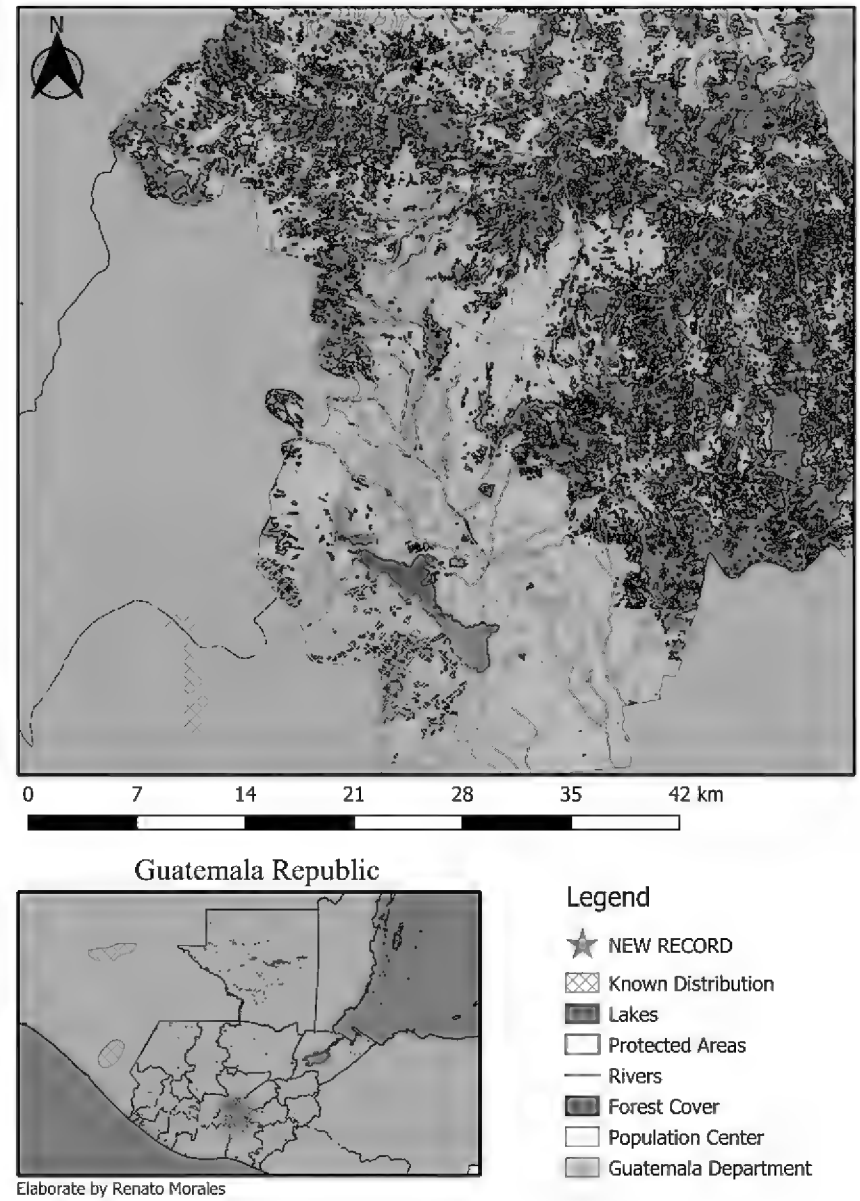 N
0 7 14 21 28 35 42 km
Guatemala Republic
Legend
NEW RECORD
Known Distribution
Lakes
Protected Areas
Rivers
Forest Cover
Population Center
Guatemala Department
Elaborate by Renato Morales